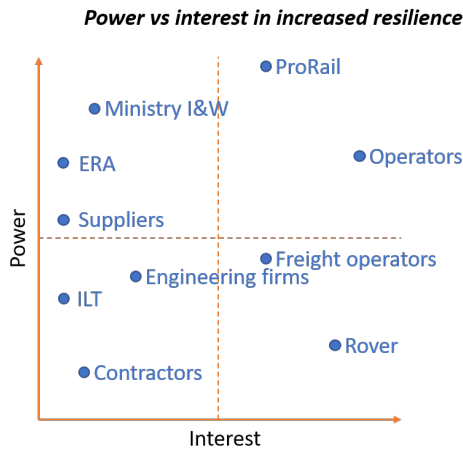 Power vs interest in increased resilience
ProRail
Ministry I&W
Operators
ERA
Suppliers
Power
Freight operators
Engineering firms
ILT
Rover
Contractors
Interest